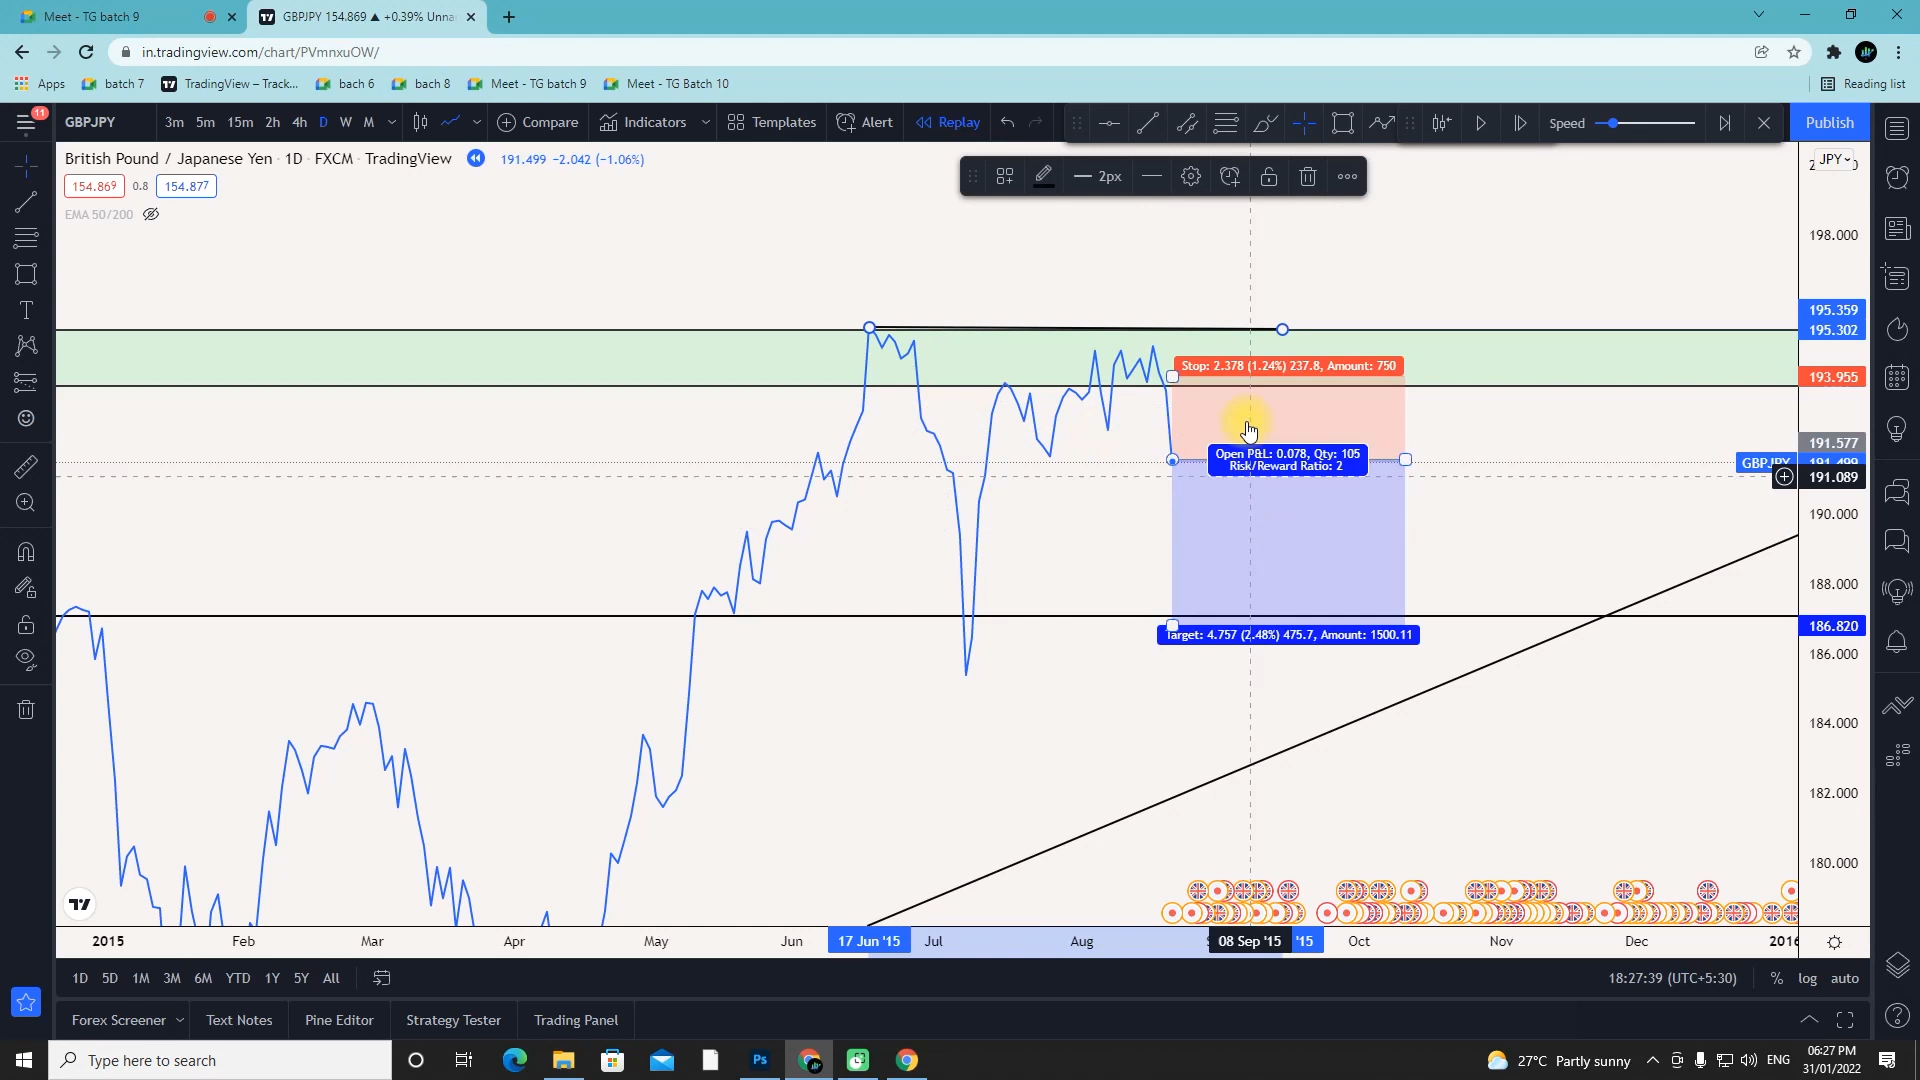 Meet - TG batch 9
GBPJPY 154.869 ▲ +0.39% Unna
in.tradingview.com/chart/PVmnxuOW/
Apps
batch 7
TradingView – Track...
bach 6
bach 8
Meet - TG batch 9
Meet - TG Batch 10
Reading list
11
GBPJPY
3m 5m 15m 2h 4h D W M
Compare
Indicators
Templates
Alert
Replay
Speed
Publish
British Pound / Japanese Yen · 1D · FXCM · TradingView
191.499 −2.042 (−1.06%)
JPY
154.869
0.8
154.877
2px
EMA 50/200
198.000
195.359
195.302
Stop: 2.378 (1.24%) 237.8, Amount: 750
193.955
191.577
Open P&L: 0.078, Qty: 105
Risk/Reward Ratio: 2
GBPJPY 191.499
191.089
190.000
188.000
186.820
Target: 4.757 (2.48%) 475.7, Amount: 1500.11
186.000
184.000
182.000
180.000
2015 Feb Mar Apr May Jun 17 Jun '15 Jul Aug 08 Sep '15 '15 Oct Nov Dec 2016
1D 5D 1M 3M 6M YTD 1Y 5Y All
18:27:39 (UTC+5:30)
% log auto
Forex Screener
Text Notes
Pine Editor
Strategy Tester
Trading Panel
Type here to search
Ps
27°C Partly sunny
ENG
06:27 PM
31/01/2022